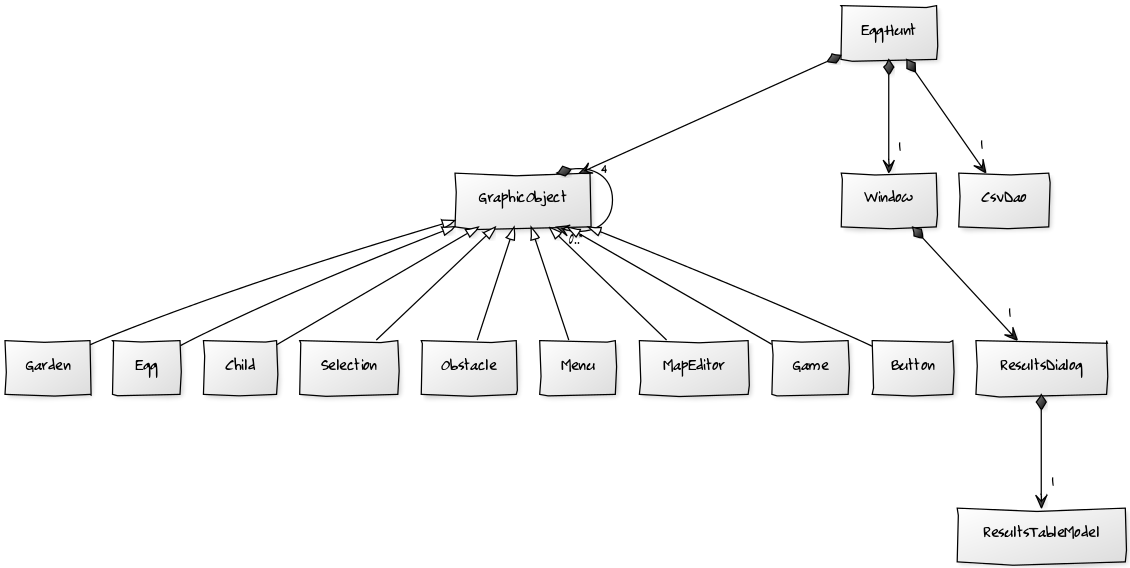 EggHunt
1
1
4
GraphicObject
Window
CsvDao
0..*
1
Garden
Egg
Child
Selection
Obstacle
Menu
MapEditor
Game
Button
ResultsDialog
1
ResultsTableModel